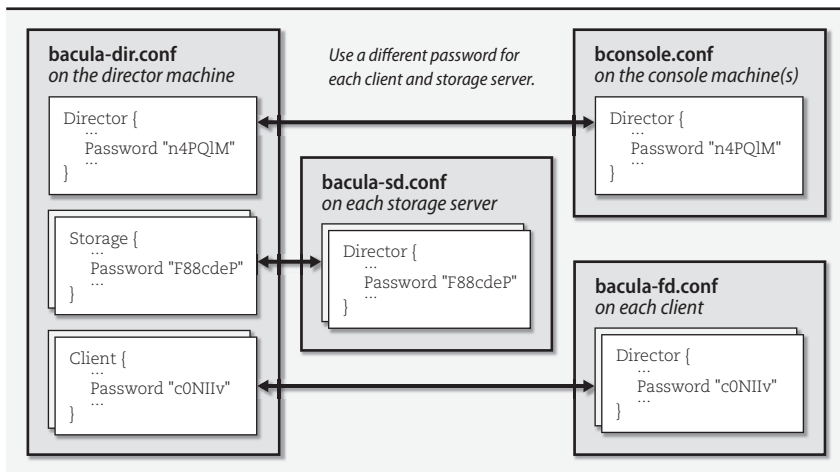 bacula-dir.conf
on the director machine
Director {
...
Password "n4PQlM"
...
}
Storage {
...
Password "F88cdeP"
...
}
Client {
...
Password "c0NIIv"
...
}
Use a different password for
each client and storage server.
bacula-sd.conf
on each storage server
Director {
...
Password "F88cdeP"
...
}
bconsole.conf
on the console machine(s)
Director {
...
Password "n4PQlM"
...
}
bacula-fd.conf
on each client
Director {
...
Password "c0NIIv"
...
}